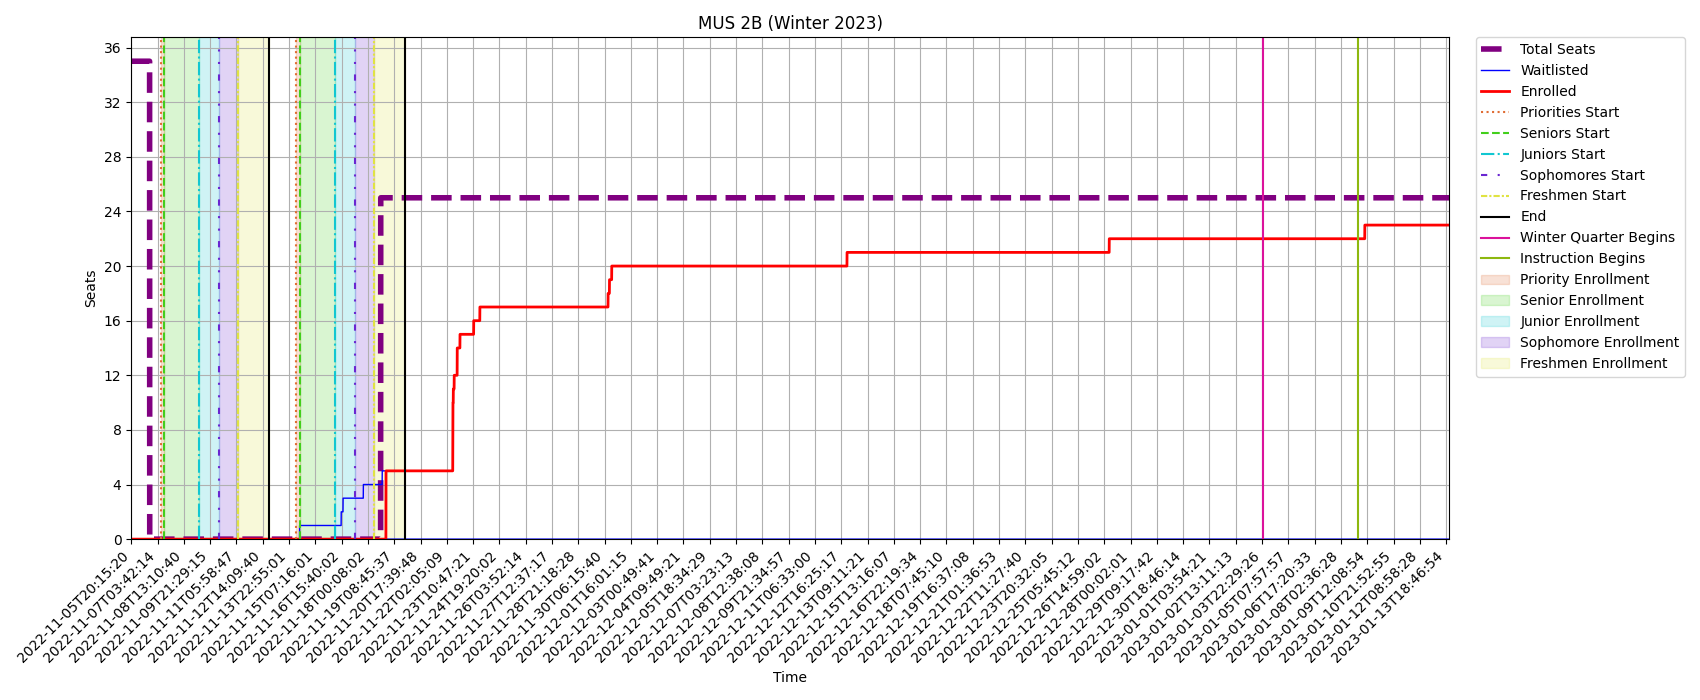 MUS 2B (Winter 2023)
Seats
36
32
28
24
20
16
12
8
4
0
2022-11-05T20:15:20
2022-11-07T03:42:14
2022-11-08T13:10:40
2022-11-09T21:29:15
2022-11-11T05:58:47
2022-11-12T14:09:40
2022-11-13T22:55:01
2022-11-15T07:16:01
2022-11-16T15:40:02
2022-11-18T00:08:02
2022-11-19T08:45:37
2022-11-20T17:39:48
2022-11-22T02:05:09
2022-11-23T10:47:21
2022-11-24T19:20:02
2022-11-26T03:52:14
2022-11-27T12:37:17
2022-11-28T21:18:28
2022-11-30T06:15:40
2022-12-01T16:01:15
2022-12-03T00:49:41
2022-12-04T09:49:21
2022-12-05T18:34:29
2022-12-07T03:23:13
2022-12-08T12:38:08
2022-12-09T21:34:57
2022-12-11T06:33:00
2022-12-12T16:25:17
2022-12-13T09:11:21
2022-12-15T13:16:07
2022-12-16T22:19:34
2022-12-18T07:45:10
2022-12-19T16:37:08
2022-12-21T01:36:53
2022-12-22T11:27:40
2022-12-23T20:32:05
2022-12-25T05:45:12
2022-12-26T14:59:02
2022-12-28T00:02:01
2022-12-29T09:17:42
2022-12-30T18:46:14
2023-01-01T03:54:21
2023-01-02T13:11:13
2023-01-03T22:29:26
2023-01-05T07:57:57
2023-01-06T17:20:33
2023-01-08T02:36:28
2023-01-09T12:08:54
2023-01-10T21:52:55
2023-01-12T08:58:28
2023-01-13T18:46:54
Time
Total Seats
Waitlisted
Enrolled
Priorities Start
Seniors Start
Juniors Start
Sophomores Start
Freshmen Start
End
Winter Quarter Begins
Instruction Begins
Priority Enrollment
Senior Enrollment
Junior Enrollment
Sophomore Enrollment
Freshmen Enrollment